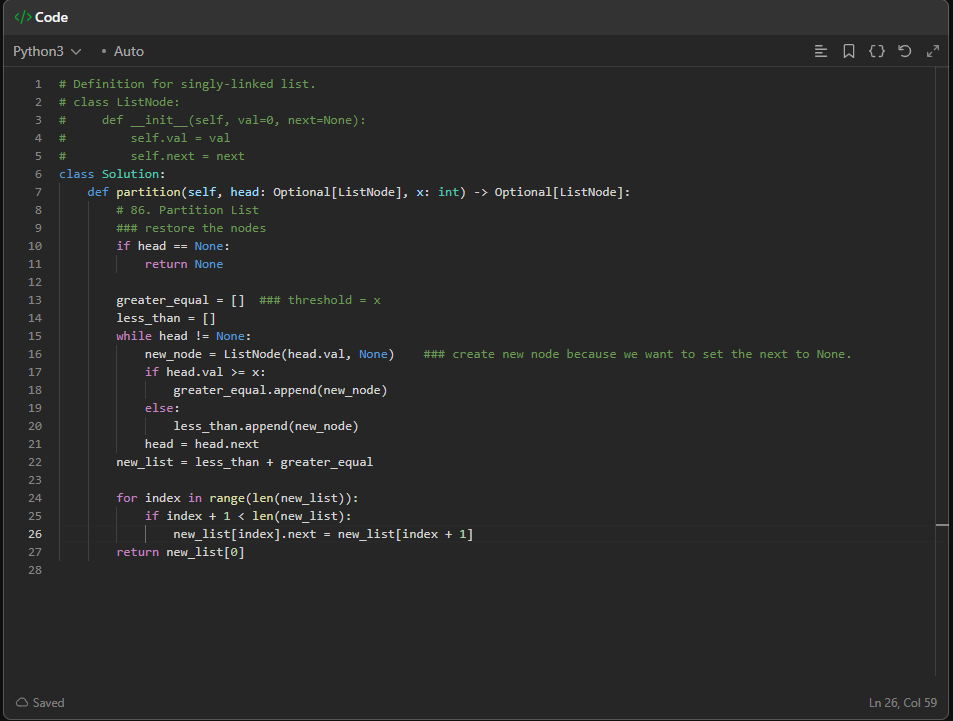 </> Code
Python3 • Auto
1 # Definition for singly-linked list.
2 # class ListNode:
3 #     def __init__(self, val=0, next=None):
4 #         self.val = val
5 #         self.next = next
6 class Solution:
7     def partition(self, head: Optional[ListNode], x: int) -> Optional[ListNode]:
8         # 86. Partition List
9         ### restore the nodes
10         if head == None:
11             return None
12
13         greater_equal = []  ### threshold = x
14         less_than = []
15         while head != None:
16             new_node = ListNode(head.val, None)    ### create new node because we want to set the next to None.
17             if head.val >= x:
18                 greater_equal.append(new_node)
19             else:
20                 less_than.append(new_node)
21             head = head.next
22         new_list = less_than + greater_equal
23
24         for index in range(len(new_list)):
25             if index + 1 < len(new_list):
26                 new_list[index].next = new_list[index + 1]
27         return new_list[0]
28
Saved
Ln 26, Col 59